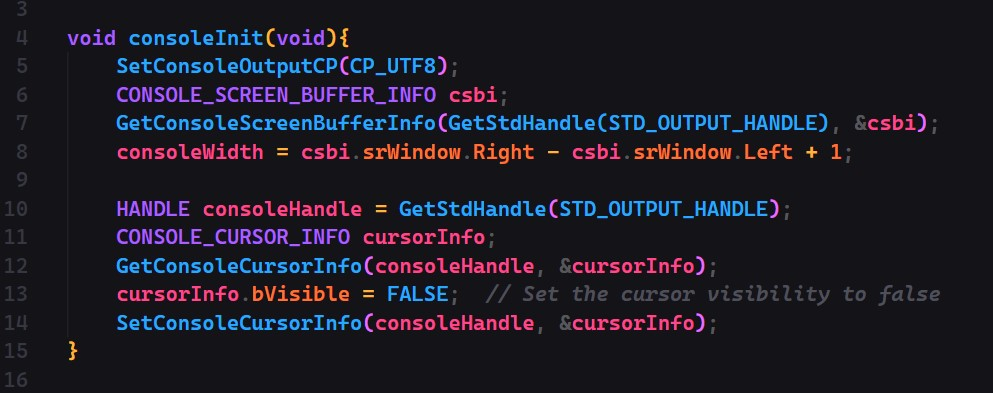 3
4 void consoleInit(void){
5 SetConsoleOutputCP(CP_UTF8);
6 CONSOLE_SCREEN_BUFFER_INFO csbi;
7 GetConsoleScreenBufferInfo(GetStdHandle(STD_OUTPUT_HANDLE), &csbi);
8 consoleWidth = csbi.srWindow.Right - csbi.srWindow.Left + 1;
9
10 HANDLE consoleHandle = GetStdHandle(STD_OUTPUT_HANDLE);
11 CONSOLE_CURSOR_INFO cursorInfo;
12 GetConsoleCursorInfo(consoleHandle, &cursorInfo);
13 cursorInfo.bVisible = FALSE; // Set the cursor visibility to false
14 SetConsoleCursorInfo(consoleHandle, &cursorInfo);
15 }
16